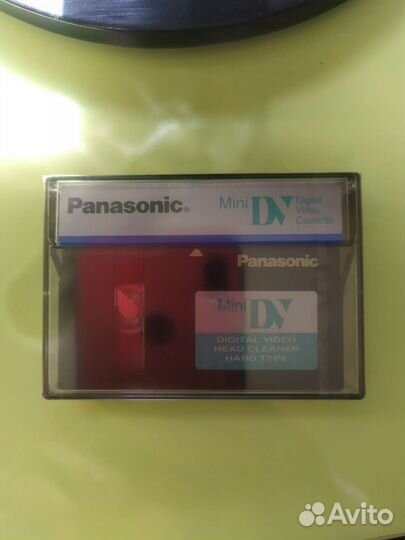 Panasonic®
Mini DV Digital Video Cassette
Panasonic
Mini DV
DIGITAL VIDEO
HEAD CLEANER
HARD TYPE
Avito